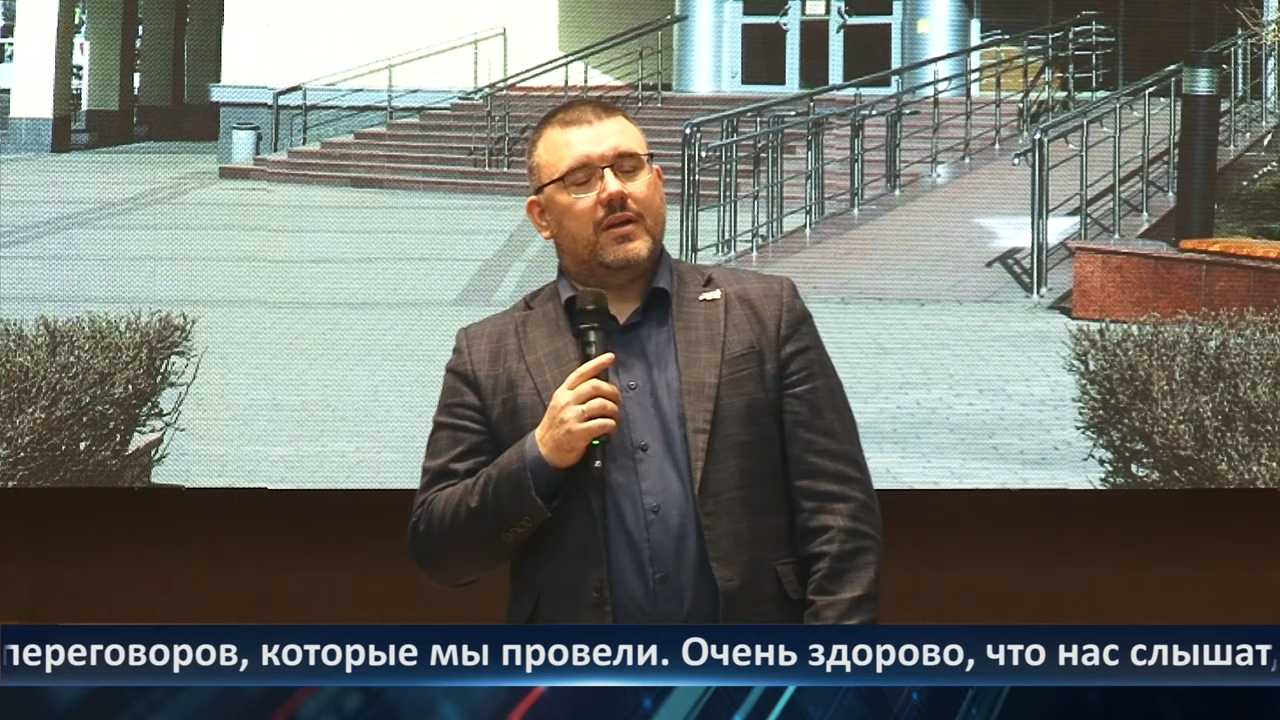 переговоров, которые мы провели. Очень здорово, что нас слышат,